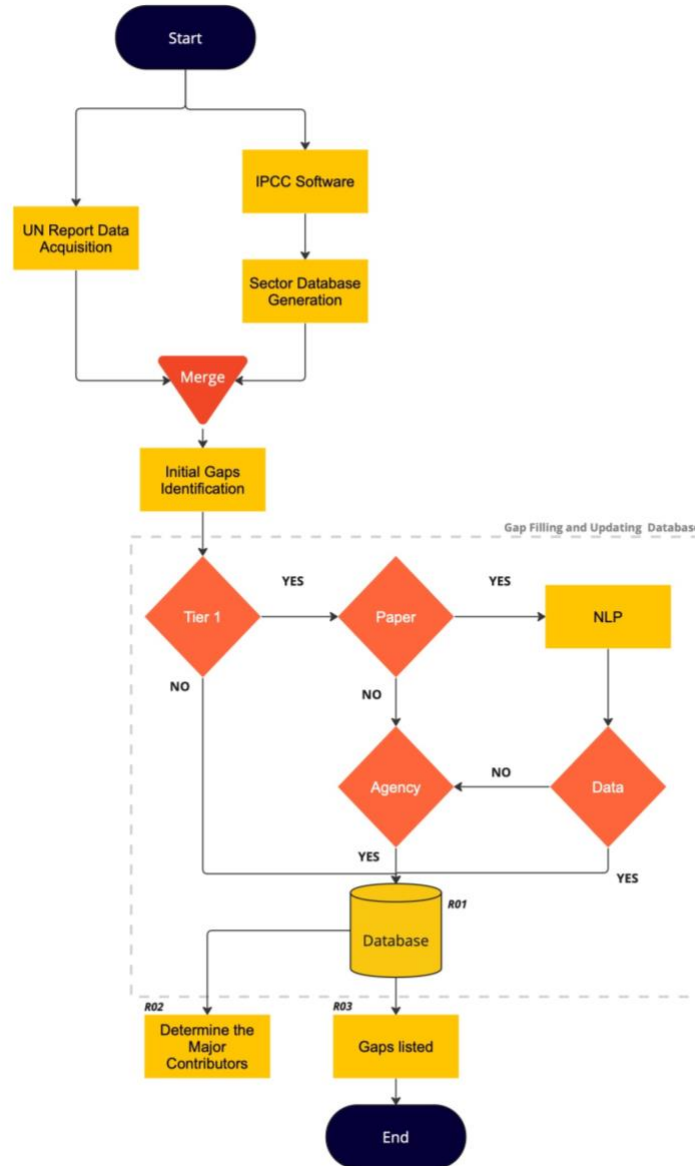 Start
IPCC Software
UN Report Data
Acquisition
Sector Database
Generation
Merge
Initial Gaps
Identification
Gap Filling and Updating Database
Tier 1
YES
Paper
YES
NLP
NO
NO
Agency
NO
Data
YES
YES
R01
Database
R02
R03
Determine the
Major
Contributors
Gaps listed
End